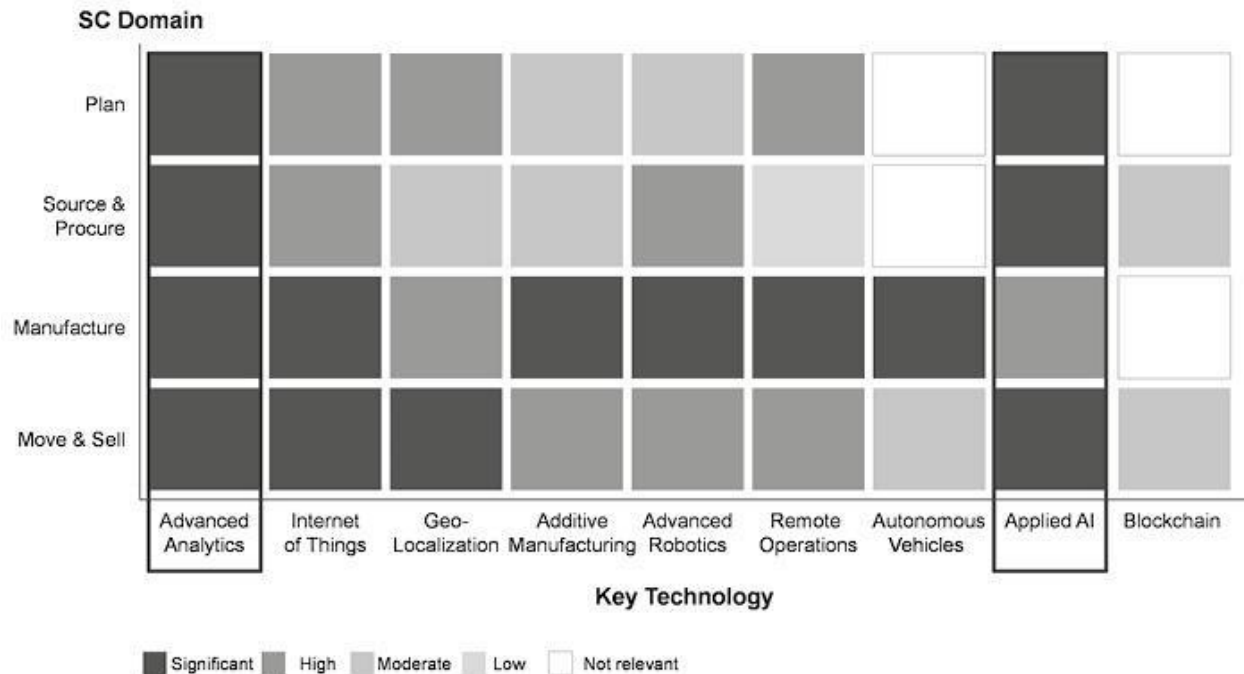 SC Domain
Plan
Source &
Procure
Manufacture
Move & Sell
Advanced
Analytics
Internet
of Things
Geo-
Localization
Additive
Manufacturing
Advanced
Robotics
Remote
Operations
Autonomous
Vehicles
Applied AI
Blockchain
Key Technology
Significant
High
Moderate
Low
Not relevant